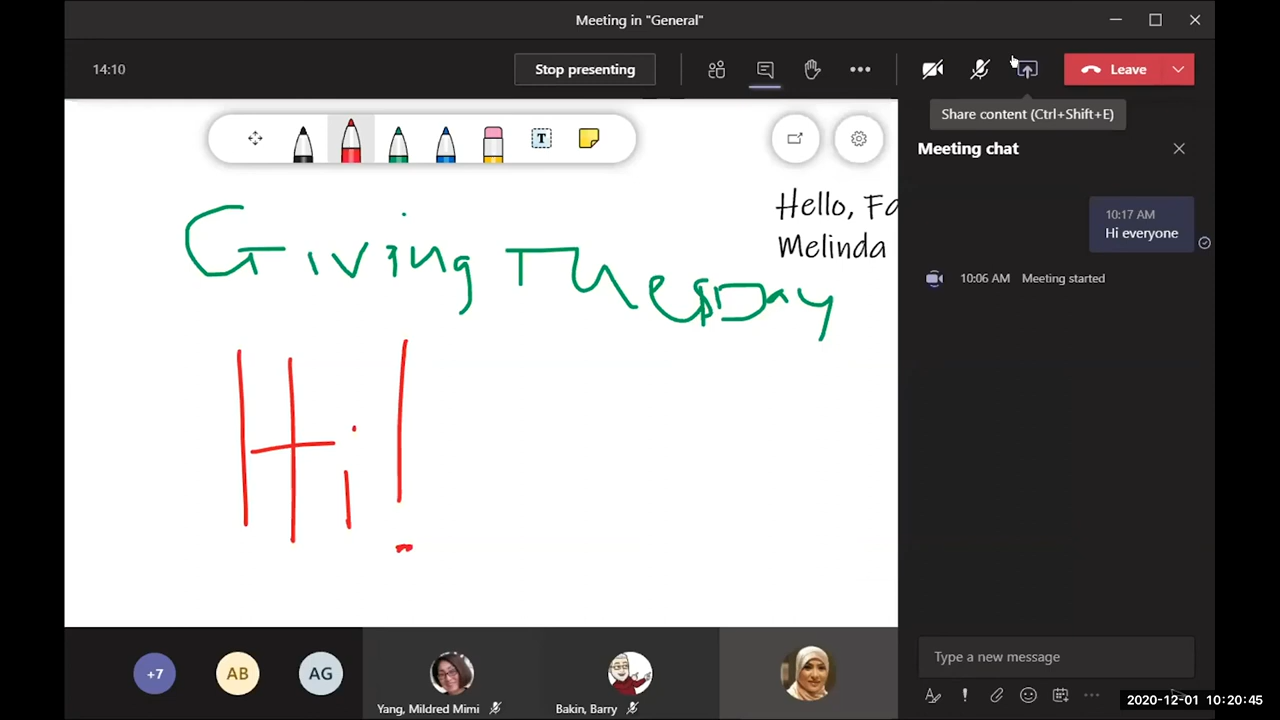 Meeting in "General"
14:10
Stop presenting
Leave
Share content (Ctrl+Shift+E)
T
Meeting chat
Hello, Fa
Melinda
10:17 AM
Hi everyone
10:06 AM Meeting started
Giving Tuesday
Hi!
+7
AB
AG
Yang, Mildred Mimi
Bakin, Barry
Type a new message
2020-12-01 10:20:45